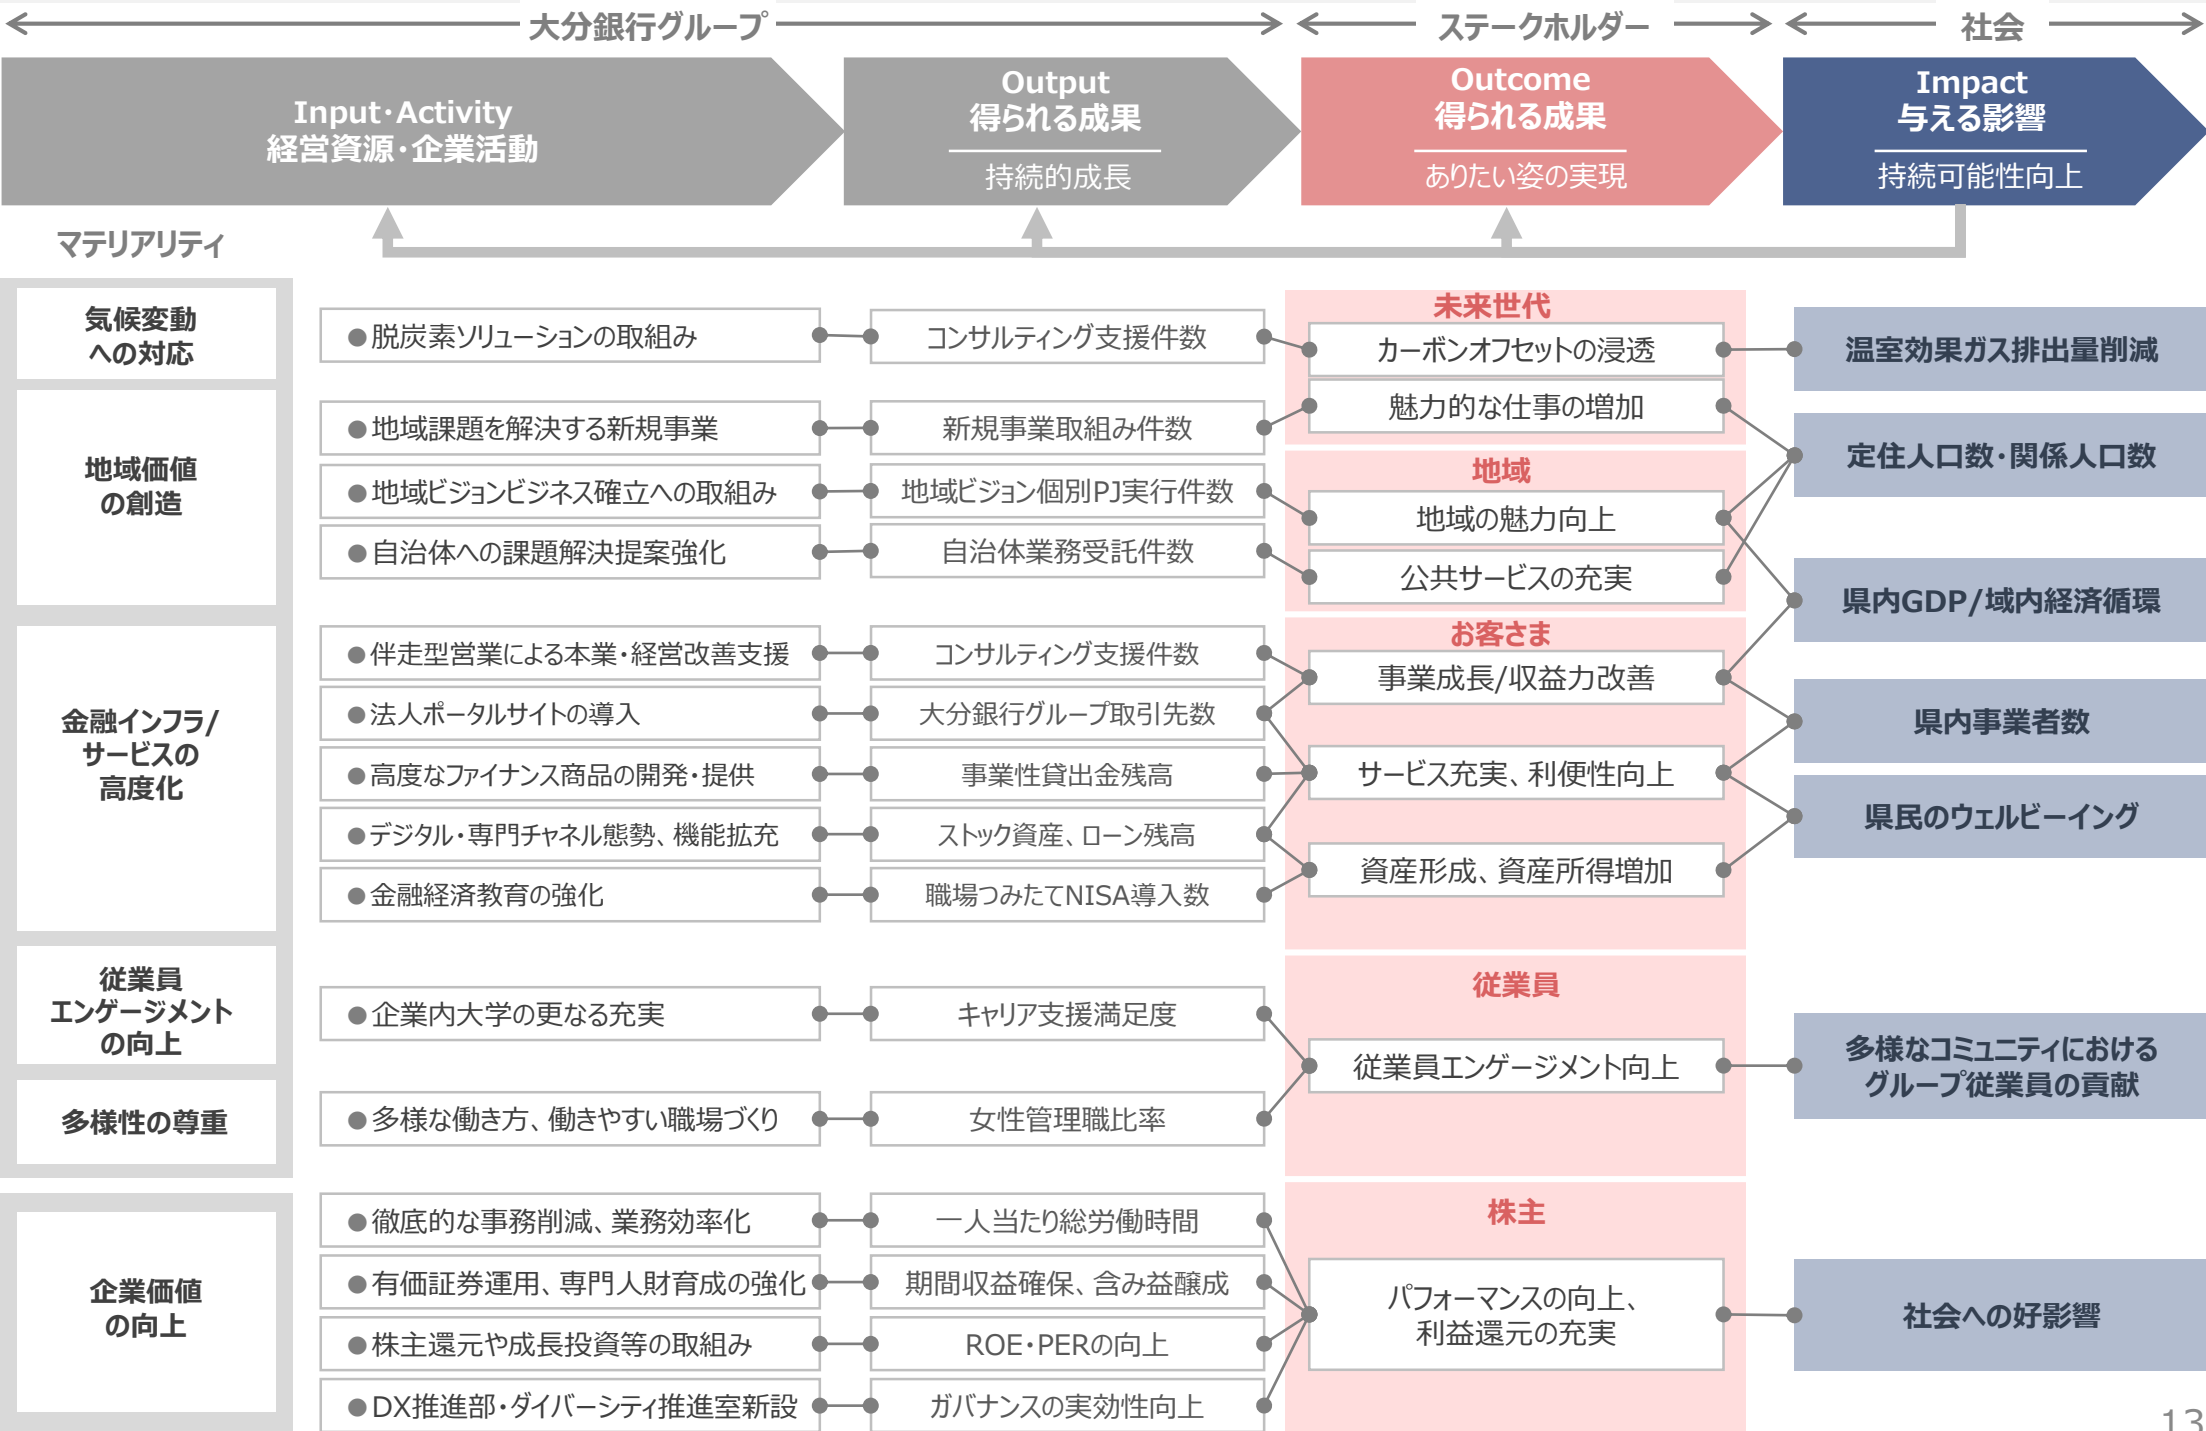 大分銀行グループ
ステークホルダー
社会
Input・Activity
経営資源・企業活動
Output
得られる成果
持続的成長
Outcome
得られる成果
ありたい姿の実現
Impact
与える影響
持続可能性向上
マテリアリティ
気候変動
への対応
●脱炭素ソリューションの取組み
コンサルティング支援件数
未来世代
カーボンオフセットの浸透
温室効果ガス排出量削減
地域価値
の創造
●地域課題を解決する新規事業
新規事業取組み件数
魅力的な仕事の増加
定住人口数・関係人口数
●地域ビジョンビジネス確立への取組み
地域ビジョン個別PJ実行件数
地域
地域の魅力向上
●自治体への課題解決提案強化
自治体業務受託件数
公共サービスの充実
県内GDP/域内経済循環
金融インフラ/
サービスの
高度化
●伴走型営業による本業・経営改善支援
コンサルティング支援件数
お客さま
事業成長/収益力改善
●法人ポータルサイトの導入
大分銀行グループ取引先数
県内事業者数
●高度なファイナンス商品の開発・提供
事業性貸出金残高
サービス充実、利便性向上
●デジタル・専門チャネル態勢、機能拡充
ストック資産、ローン残高
県民のウェルビーイング
●金融経済教育の強化
職場つみたてNISA導入数
資産形成、資産所得増加
従業員
エンゲージメント
の向上
●企業内大学の更なる充実
キャリア支援満足度
従業員
従業員エンゲージメント向上
多様なコミュニティにおける
グループ従業員の貢献
多様性の尊重
●多様な働き方、働きやすい職場づくり
女性管理職比率
企業価値
の向上
●徹底的な事務削減、業務効率化
一人当たり総労働時間
株主
●有価証券運用、専門人財育成の強化
期間収益確保、含み益醸成
パフォーマンスの向上、
利益還元の充実
社会への好影響
●株主還元や成長投資等の取組み
ROE・PERの向上
●DX推進部・ダイバーシティ推進室新設
ガバナンスの実効性向上
13